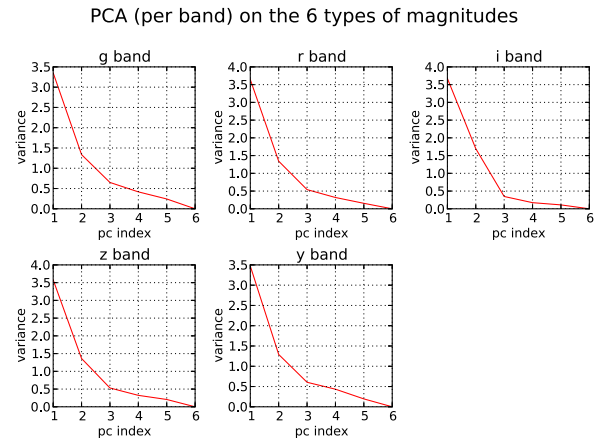 PCA (per band) on the 6 types of magnitudes
g band
3.5
3.0
2.5
2.0
1.5
1.0
0.5
0.0
variance
1 2 3 4 5 6
pc index
r band
4.0
3.5
3.0
2.5
2.0
1.5
1.0
0.5
0.0
variance
1 2 3 4 5 6
pc index
i band
4.0
3.5
3.0
2.5
2.0
1.5
1.0
0.5
0.0
variance
1 2 3 4 5 6
pc index
z band
4.0
3.5
3.0
2.5
2.0
1.5
1.0
0.5
0.0
variance
1 2 3 4 5 6
pc index
y band
3.5
3.0
2.5
2.0
1.5
1.0
0.5
0.0
variance
1 2 3 4 5 6
pc index